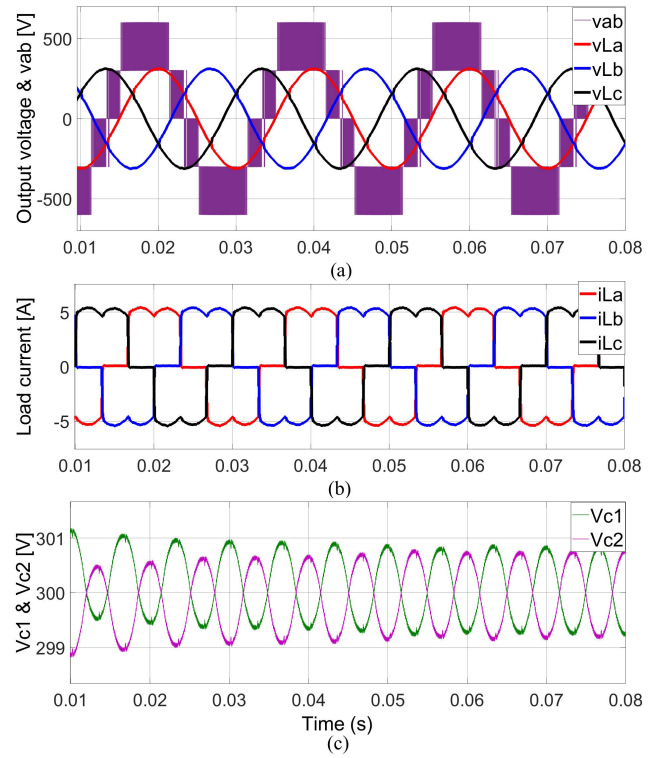 Output voltage & vab [V]
500
0
-500
vab
vLa
vLb
vLc
0.01 0.02 0.03 0.04 0.05 0.06 0.07 0.08
(a)
Load current [A]
5
0
-5
iLa
iLb
iLc
0.01 0.02 0.03 0.04 0.05 0.06 0.07 0.08
(b)
Vc1 & Vc2 [V]
301
300
299
Vc1
Vc2
0.01 0.02 0.03 0.04 0.05 0.06 0.07 0.08
Time (s)
(c)